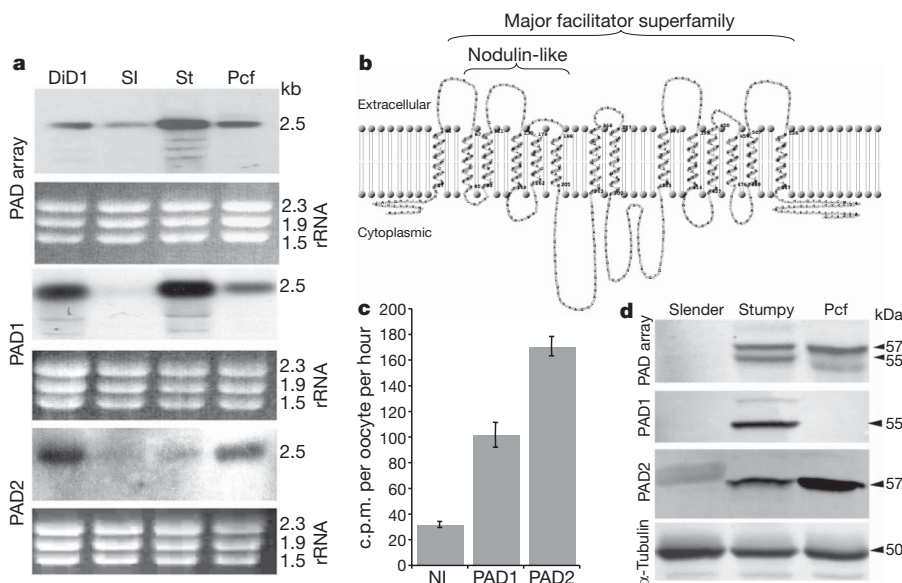 a
DiD1 Sl St Pcf
kb
PAD array
2.5
2.3
1.9
1.5
rRNA
PAD1
2.5
2.3
1.9
1.5
rRNA
PAD2
2.5
2.3
1.9
1.5
rRNA
b
Major facilitator superfamily
Nodulin-like
Extracellular
Cytoplasmic
c
c.p.m. per oocyte per hour
200
180
160
140
120
100
80
60
40
20
0
NI PAD1 PAD2
d
Slender Stumpy Pcf
kDa
PAD array
57
55
PAD1
55
PAD2
57
α-Tubulin
50